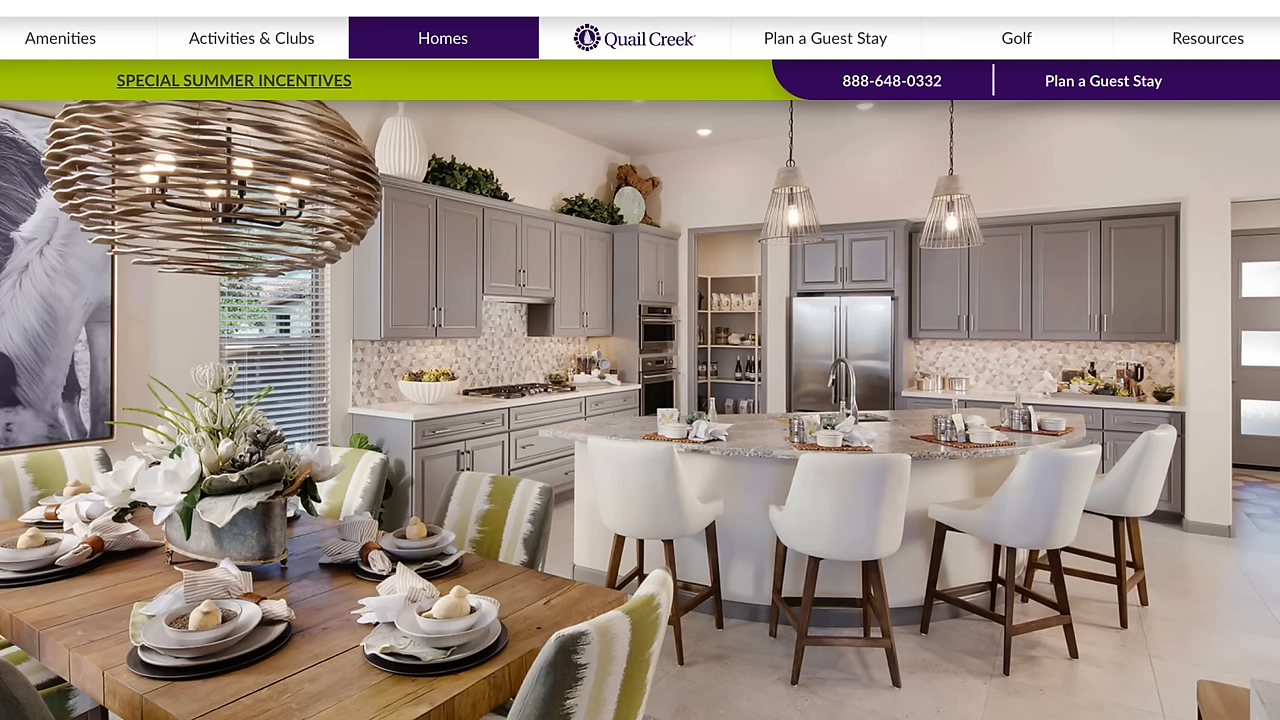 Amenities
Activities & Clubs
Homes
Quail Creek
Plan a Guest Stay
Golf
Resources
SPECIAL SUMMER INCENTIVES
888-648-0332
Plan a Guest Stay